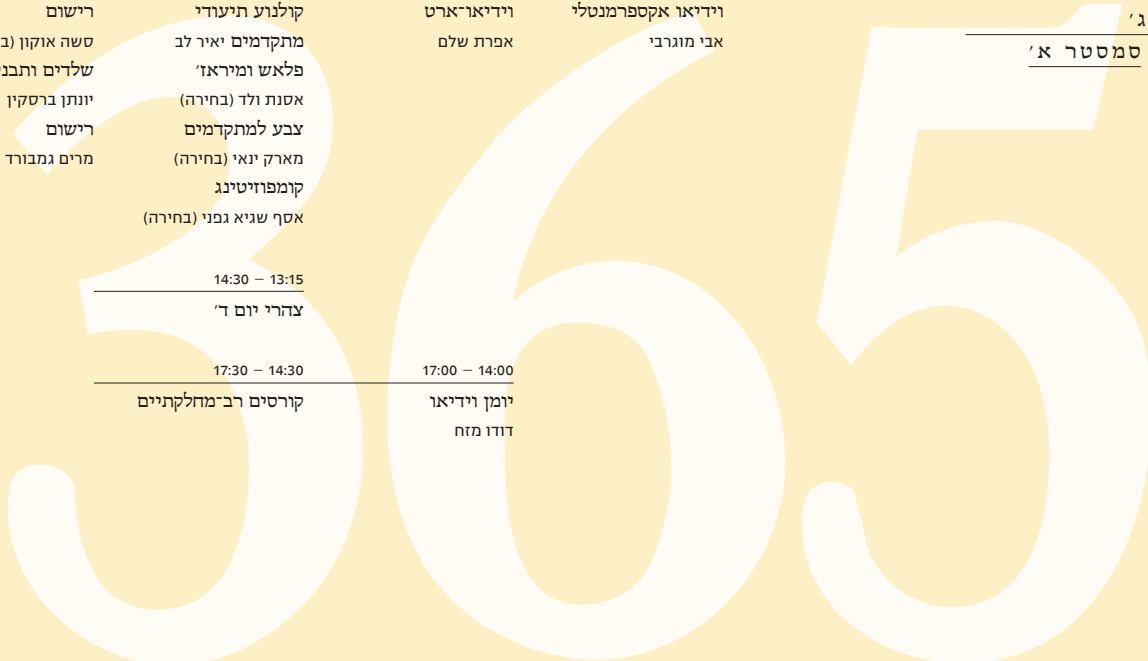 ג׳
סמסטר א׳
וידיאו אקספרמנטלי
אבי מוגרבי
וידיאו־ארט
אפרת שלם
14:00 – 17:00
יומן וידיאו
דודו מזח
קולנוע תיעודי
מתקדמים יאיר לב
פלאש ומיראז׳
אסנת ולד (בחירה)
צבע למתקדמים
מארק ינאי (בחירה)
קומפוזיטינג
אסף שגיא גפני (בחירה)
13:15 – 14:30
צהרי יום ד׳
14:30 – 17:30
קורסים רב־מחלקתיים
רישום
סשה אוקון (ב
שלדים ותבני
יונתן ברסקין
רישום
מרים גמבורד
365